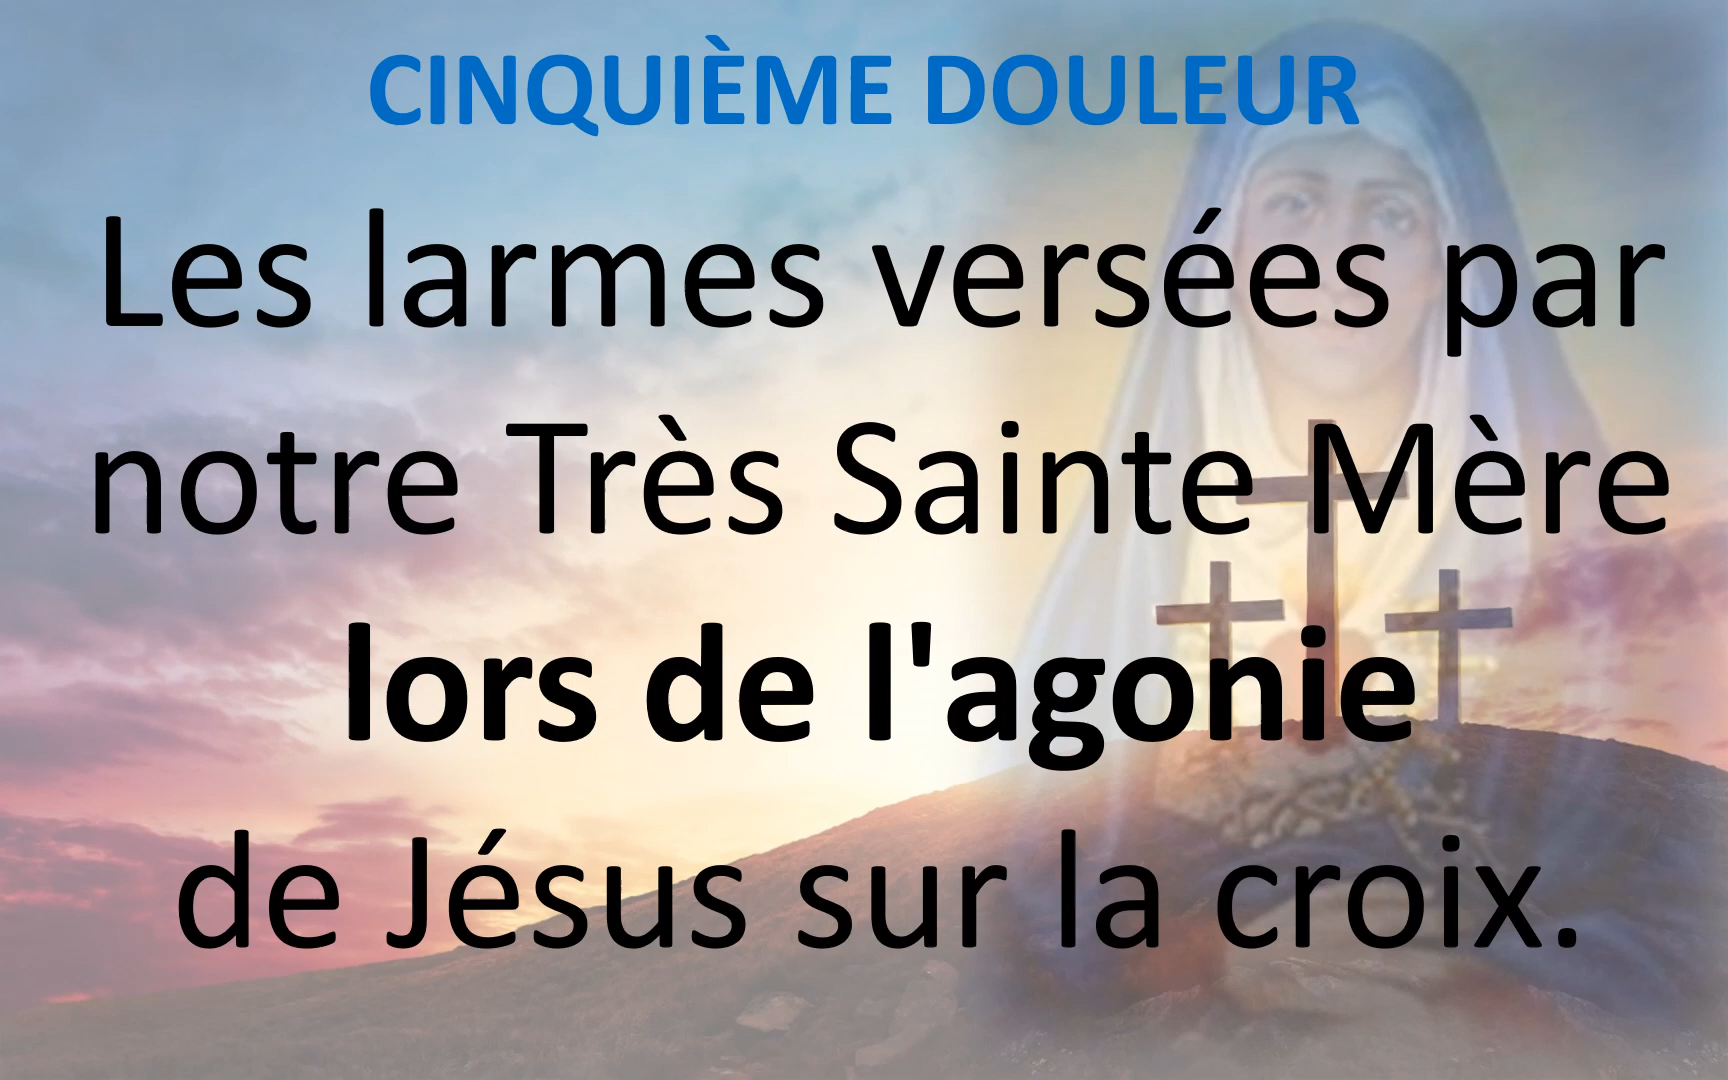 CINQUIÈME DOULEUR
Les larmes versées par
notre Très Sainte Mère
lors de l'agonie
de Jésus sur la croix.